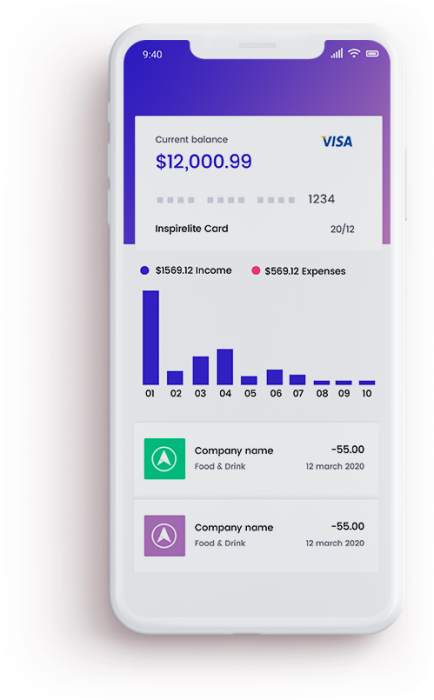 9:40
Current balance
VISA
$12,000.99
1234
Inspirelite Card 20/12
$1569.12 Income $569.12 Expenses
01 02 03 04 05 06 07 08 09 10
Company name -55.00
Food & Drink 12 march 2020
Company name -55.00
Food & Drink 12 march 2020